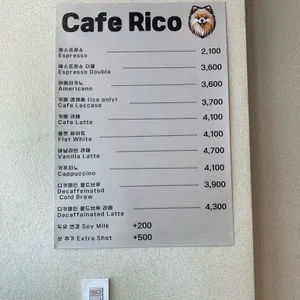 Cafe Rico
에스프레소
Espresso 2,100
에스프레소 더블
Espresso Double 3,600
아메리카노
Americano 3,600
카페 (ice only)
Cafe Leccese 3,700
카페 라떼
Cafe Latte 4,100
플랫 화이트
Flat White 4,100
바닐라빈 라떼
Vanilla Latte 4,700
카푸치노
Cappuccino 4,100
디카페인 콜드브루
Decaffeinated 3,900
Cold Brew
디카페인 콜드브루 라떼
Decaffeinated Latte 4,300
두유 변경 Soy Milk +200
샷 추가 Extra Shot +500